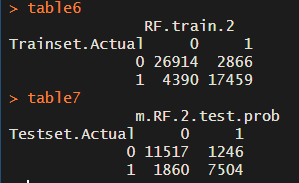 > table6
RF.train.2
Trainset.Actual 0 1
0 26914 2866
1 4390 17459
> table7
m.RF.2.test.prob
Testset.Actual 0 1
0 11517 1246
1 1860 7504